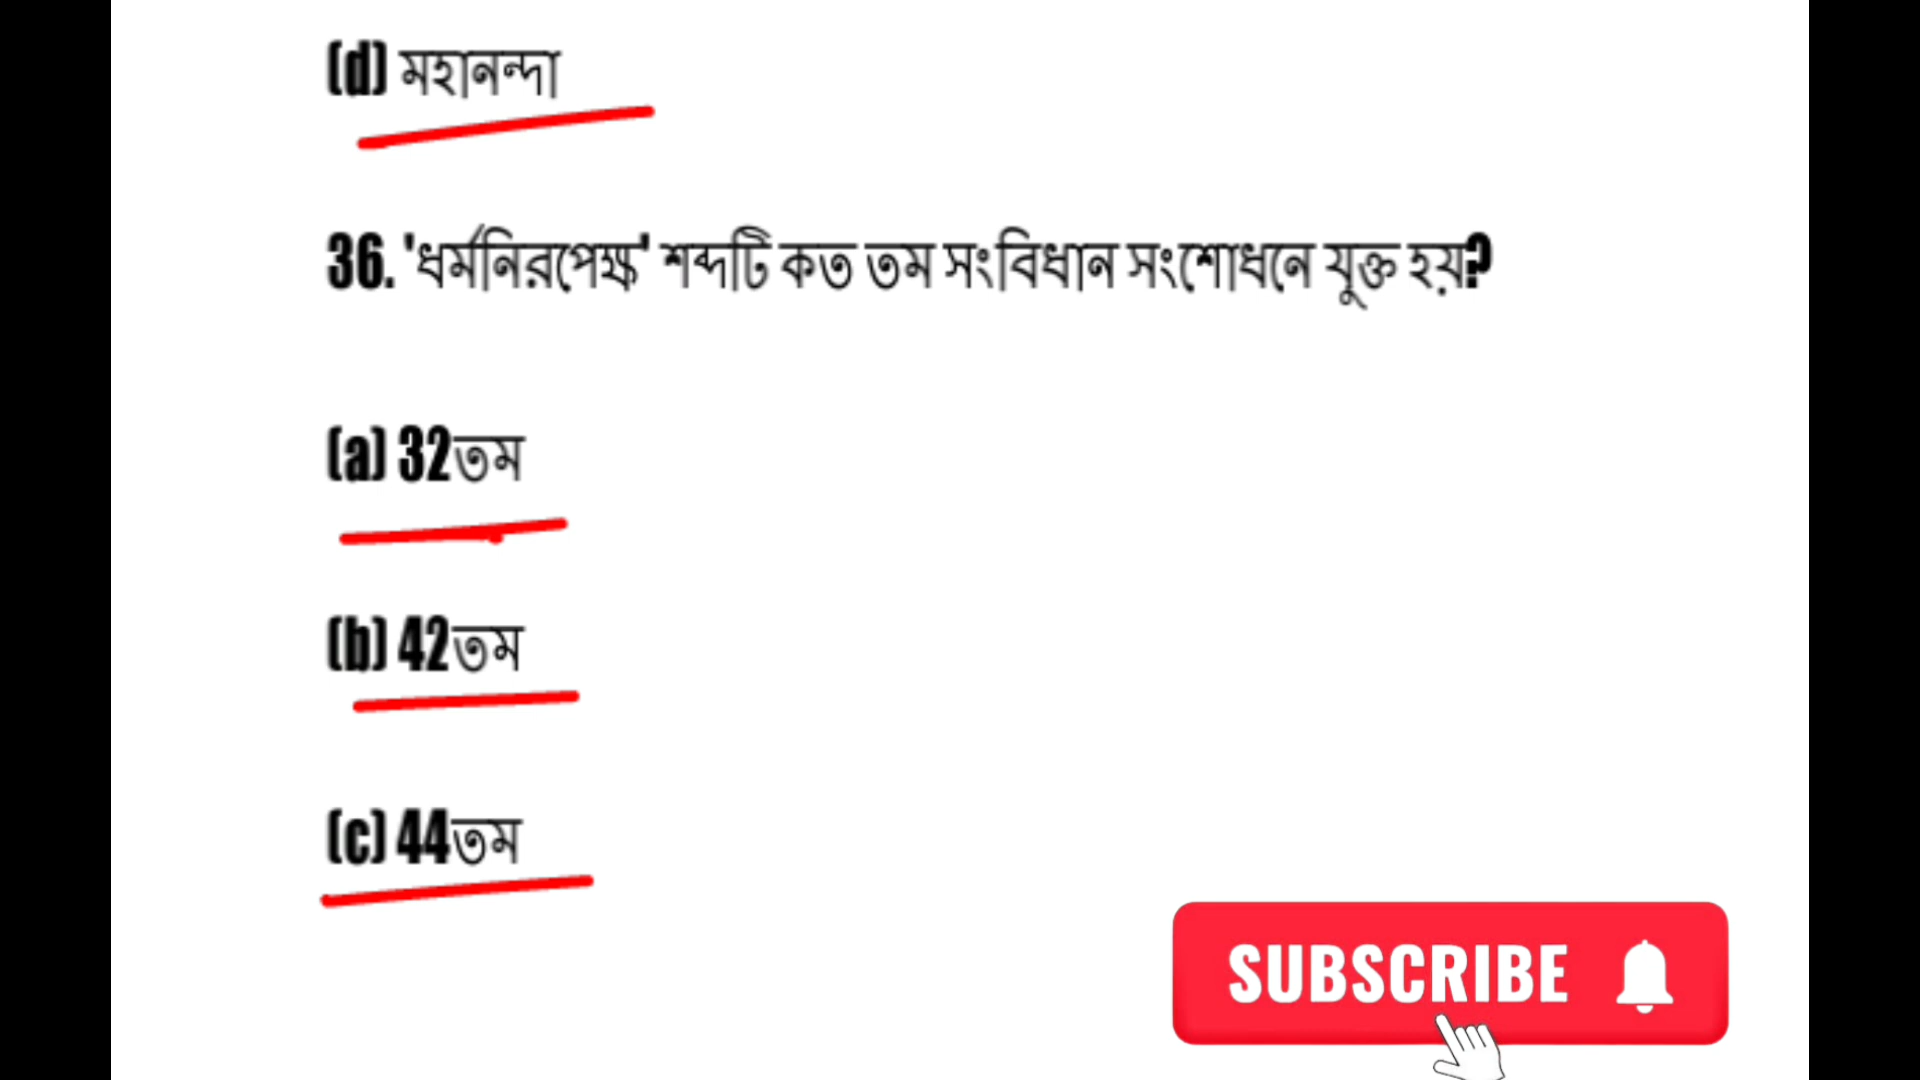 (d) মহানন্দা
36. 'ধর্মনিরপেক্ষ' শব্দটি কত তম সংবিধান সংশোধনে যুক্ত হয়?
(a) 32তম
(b) 42তম
(c) 44তম
SUBSCRIBE